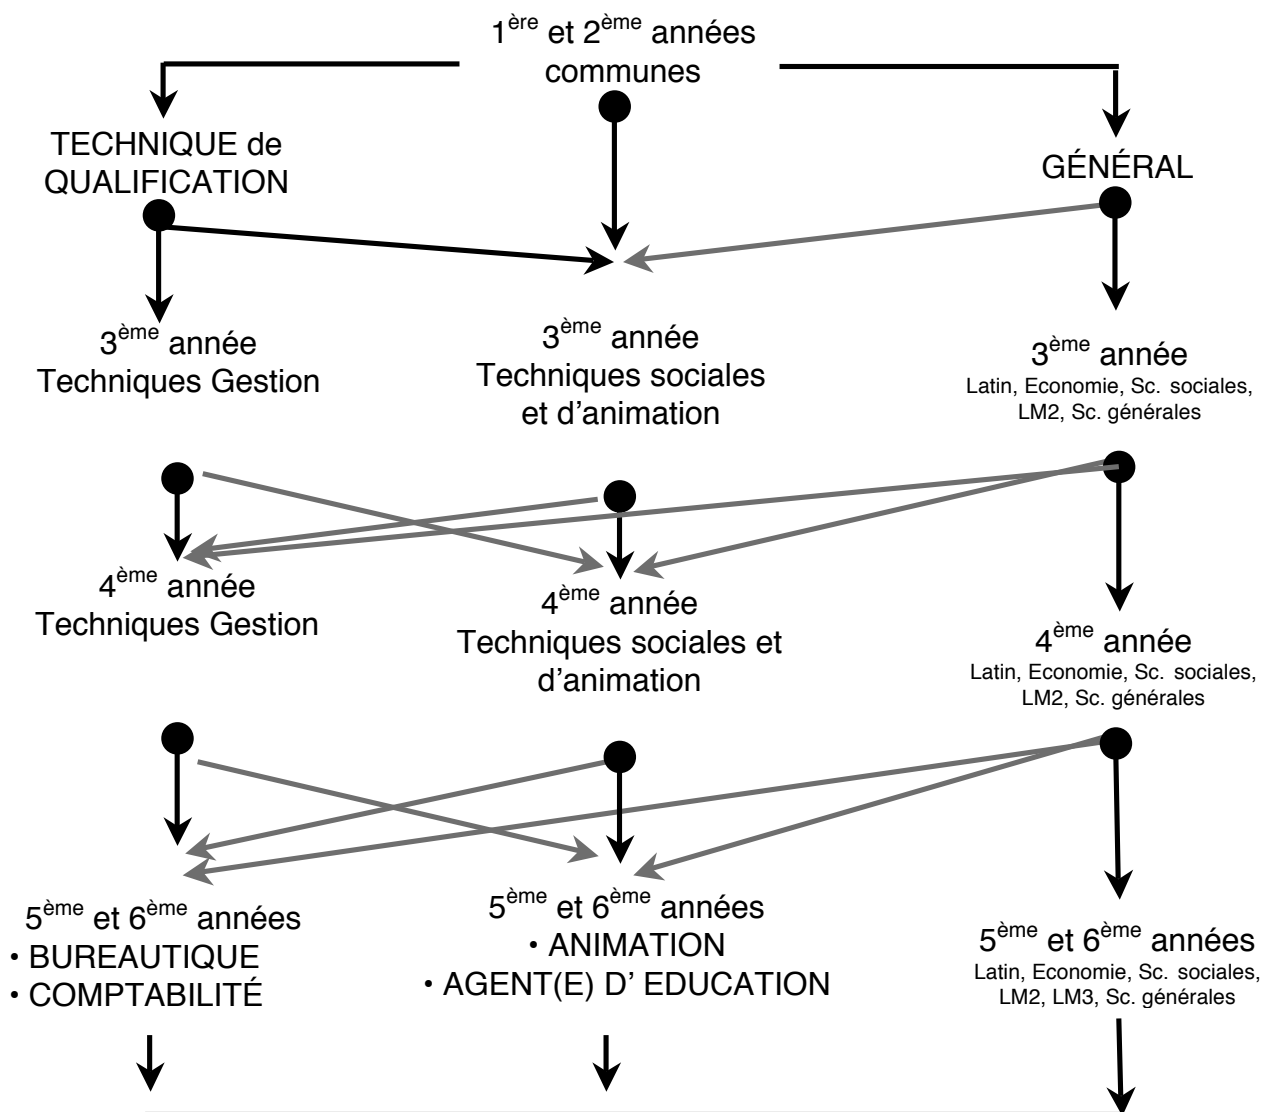 1ère et 2ème années
communes
TECHNIQUE de
QUALIFICATION
GÉNÉRAL
3ème année
Techniques Gestion
3ème année
Techniques sociales
et d’animation
3ème année
Latin, Economie, Sc. sociales,
LM2, Sc. générales
4ème année
Techniques Gestion
4ème année
Techniques sociales et
d’animation
4ème année
Latin, Economie, Sc. sociales,
LM2, Sc. générales
5ème et 6ème années
• BUREAUTIQUE
• COMPTABILITÉ
5ème et 6ème années
• ANIMATION
• AGENT(E) D’ EDUCATION
5ème et 6ème années
Latin, Economie, Sc. sociales,
LM2, LM3, Sc. générales